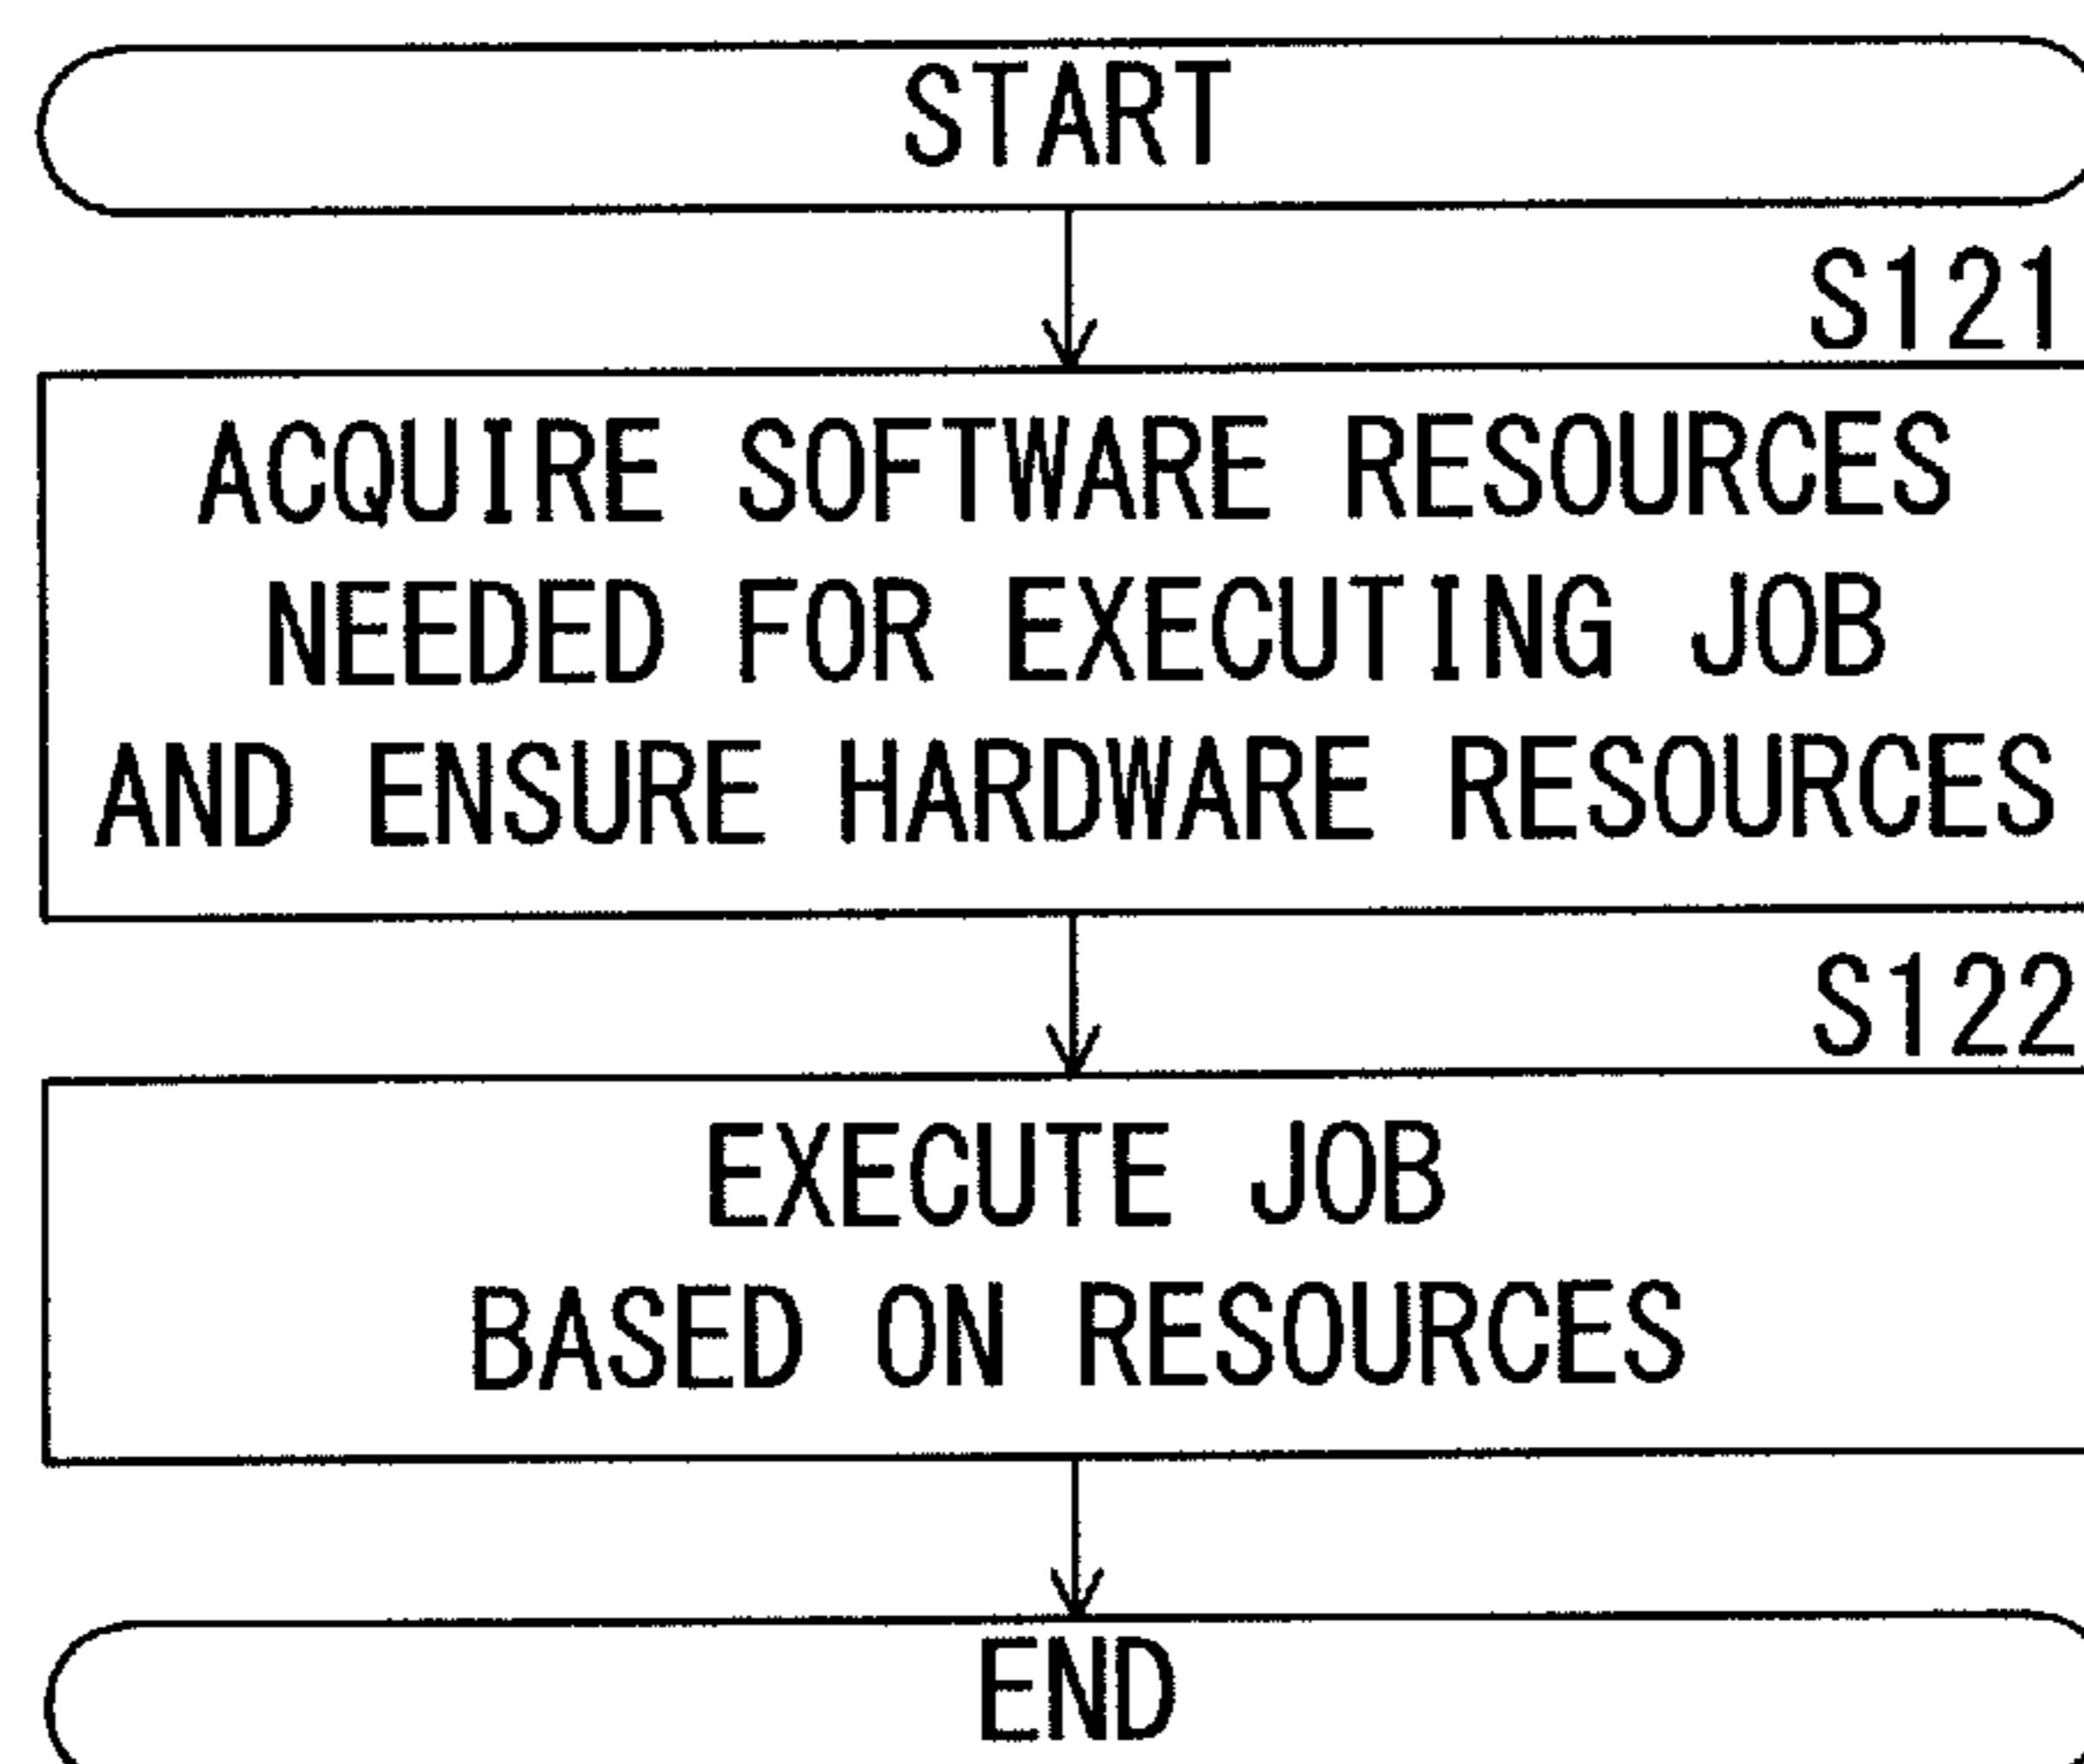 START
S121
ACQUIRE SOFTWARE RESOURCES
NEEDED FOR EXECUTING JOB
AND ENSURE HARDWARE RESOURCES
S122
EXECUTE JOB
BASED ON RESOURCES
END